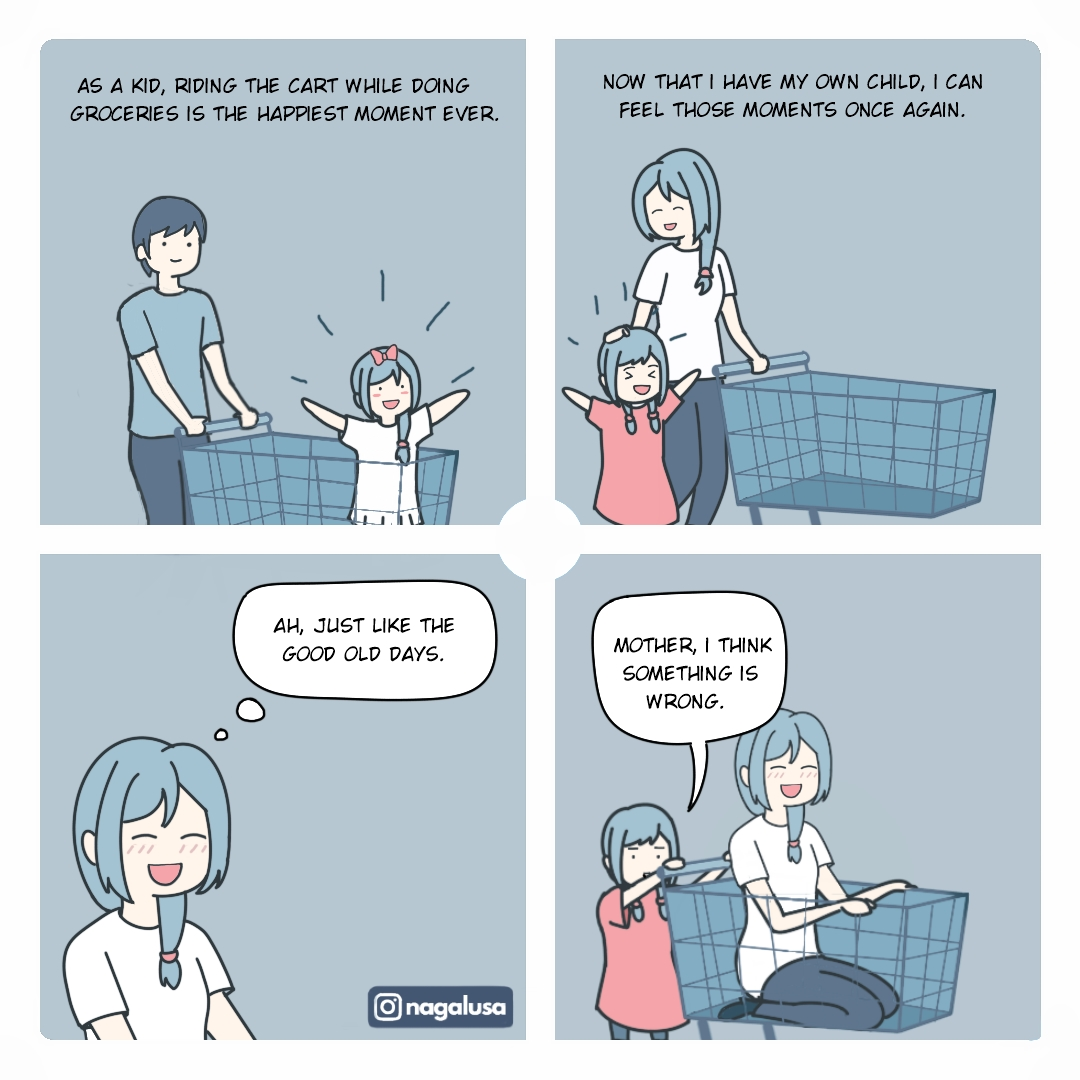 AS A KID, RIDING THE CART WHILE DOING
GROCERIES IS THE HAPPIEST MOMENT EVER.
NOW THAT I HAVE MY OWN CHILD, I CAN
FEEL THOSE MOMENTS ONCE AGAIN.
AH, JUST LIKE THE
GOOD OLD DAYS.
nagalusa
MOTHER, I THINK
SOMETHING IS
WRONG.